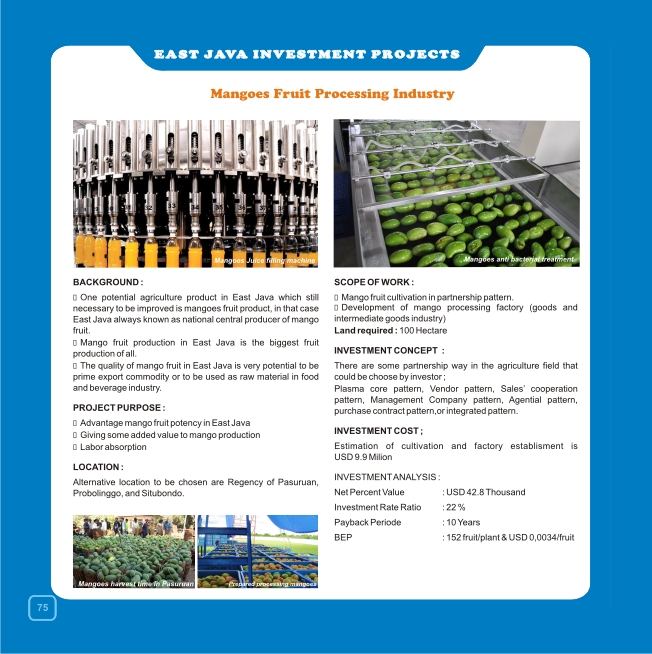 EAST JAVA INVESTMENT PROJECTS
Mangoes Fruit Processing Industry
32 33 34 35 36 37
Mangoes Juice filling machine
Mangoes anti bacterial treatment
BACKGROUND :
One potential agriculture product in East Java which still
necessary to be improved is mangoes fruit product, in that case
East Java always known as national central producer of mango
fruit.
Mango fruit production in East Java is the biggest fruit
production of all.
The quality of mango fruit in East Java is very potential to be
prime export commodity or to be used as raw material in food
and beverage industry.
PROJECT PURPOSE :
Advantage mango fruit potency in East Java
Giving some added value to mango production
Labor absorption
LOCATION :
Alternative location to be chosen are Regency of Pasuruan,
Probolinggo, and Situbondo.
Mangoes harvest time in Pasuruan
Prepared processing mangoes
SCOPE OF WORK :
Mango fruit cultivation in partnership pattern.
Development of mango processing factory (goods and
intermediate goods industry)
Land required : 100 Hectare
INVESTMENT CONCEPT :
There are some partnership way in the agriculture field that
could be choose by investor ;
Plasma core pattern, Vendor pattern, Sales' cooperation
pattern, Management Company pattern, Agential pattern,
purchase contract pattern,or integrated pattern.
INVESTMENT COST ;
Estimation of cultivation and factory establisment is
USD 9.9 Milion
INVESTMENT ANALYSIS :
Net Percent Value : USD 42.8 Thousand
Investment Rate Ratio : 22 %
Payback Periode : 10 Years
BEP : 152 fruit/plant & USD 0,0034/fruit
75